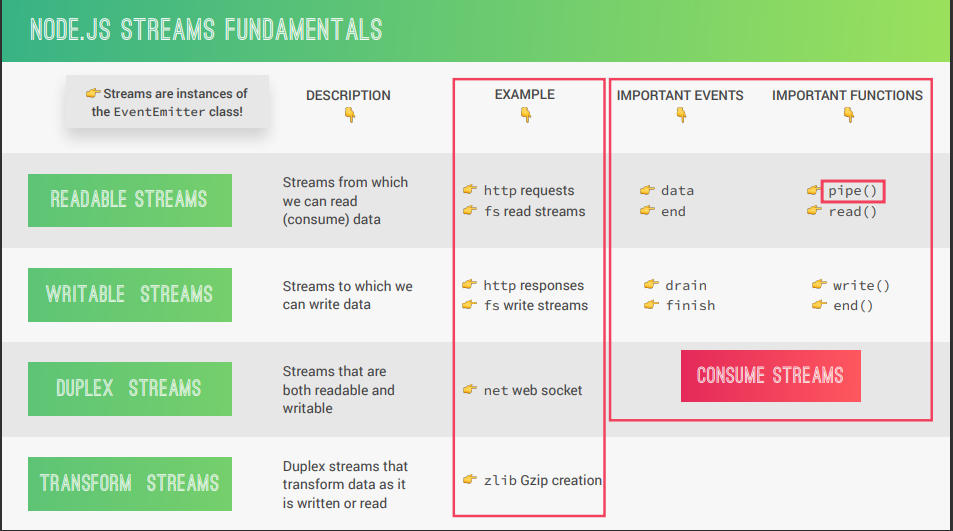 NODE.JS STREAMS FUNDAMENTALS
👉 Streams are instances of
the EventEmitter class!
DESCRIPTION
👇
EXAMPLE
👇
IMPORTANT EVENTS
👇
IMPORTANT FUNCTIONS
👇
READABLE STREAMS
Streams from which
we can read
(consume) data
👉 http requests
👉 fs read streams
👉 data
👉 end
👉 pipe()
👉 read()
WRITABLE STREAMS
Streams to which we
can write data
👉 http responses
👉 fs write streams
👉 drain
👉 finish
👉 write()
👉 end()
DUPLEX STREAMS
Streams that are
both readable and
writable
👉 net web socket
CONSUME STREAMS
TRANSFORM STREAMS
Duplex streams that
transform data as it
is written or read
👉 zlib Gzip creation